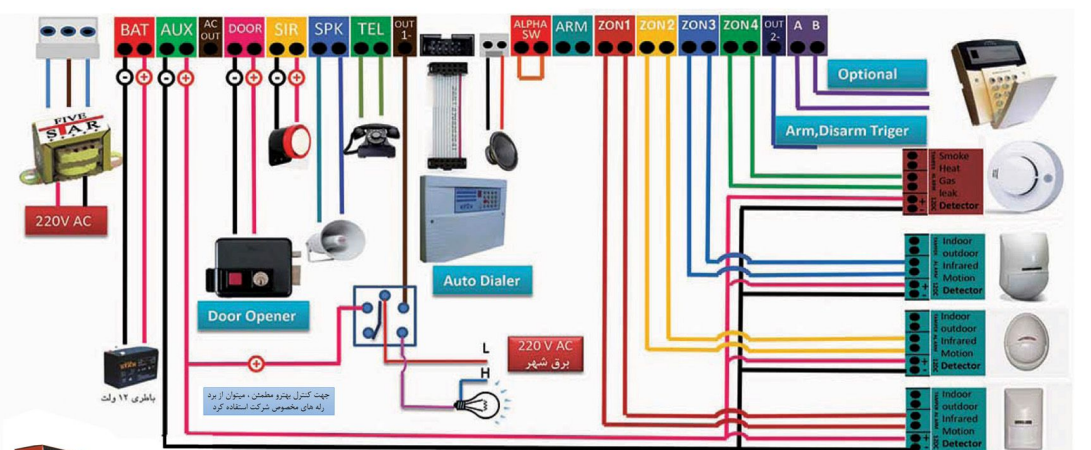 BAT
AUX
AC
OUT
DOOR
SIR
SPK
TEL
OUT
1-
ALPHA
SW
ARM
ZON1
ZON2
ZON3
ZON4
OUT
2-
A B
Optional
Arm,Disarm Triger
FIVE
STAR
220V AC
Smoke
Heat
Gas
leak
Detector
Indoor
outdoor
Infrared
Motion
Detector
Auto Dialer
Door Opener
Indoor
outdoor
Infrared
Motion
Detector
220 V AC
برق شهر
L
H
باطری ۱۲ ولت
جهت کنترل بهترو مطمئن ، میتوان از برد
رله های مخصوص شرکت استفاده کرد
Indoor
outdoor
Infrared
Motion
Detector